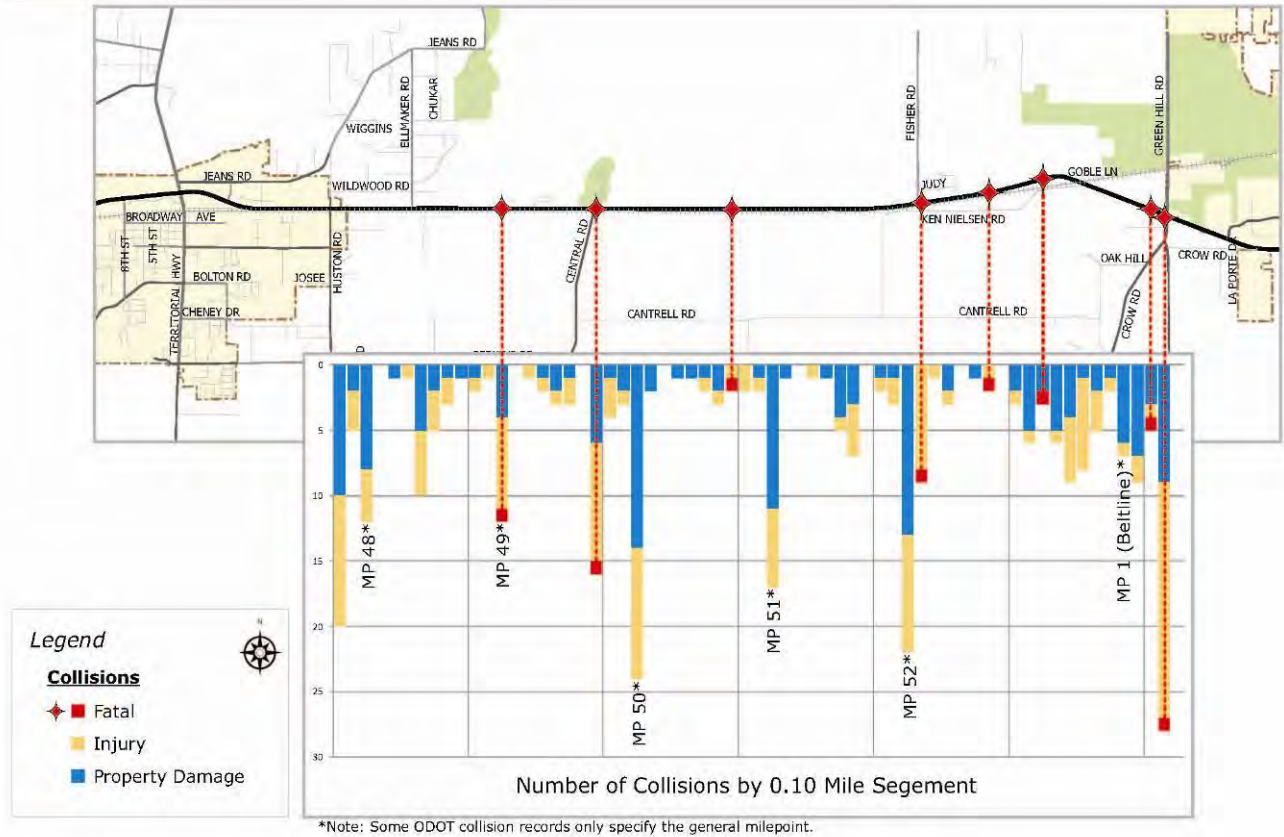 JEANS RD
ELLMAKER RD
CHUKAR
WIGGINS
FISHER RD
GREEN HILL RD
JEANS RD
WILDWOOD RD
JUDY
GOBLE LN
BROADWAY AVE
KEN NIELSEN RD
8TH ST
5TH ST
TERRITORIAL HWY
BOLTON RD
JOSEE
HUSTON RD
CENTRAL RD
OAK HILL
CROW RD
LA PORTE DR
CHENEY DR
CANTRELL RD
CANTRELL RD
CROW RD
0
5
10
15
20
25
30
MP 48*
MP 49*
MP 50*
MP 51*
MP 52*
MP 1 (Beltline)*
Number of Collisions by 0.10 Mile Segement
Legend
N
Collisions
Fatal
Injury
Property Damage
*Note: Some ODOT collision records only specify the general milepoint.